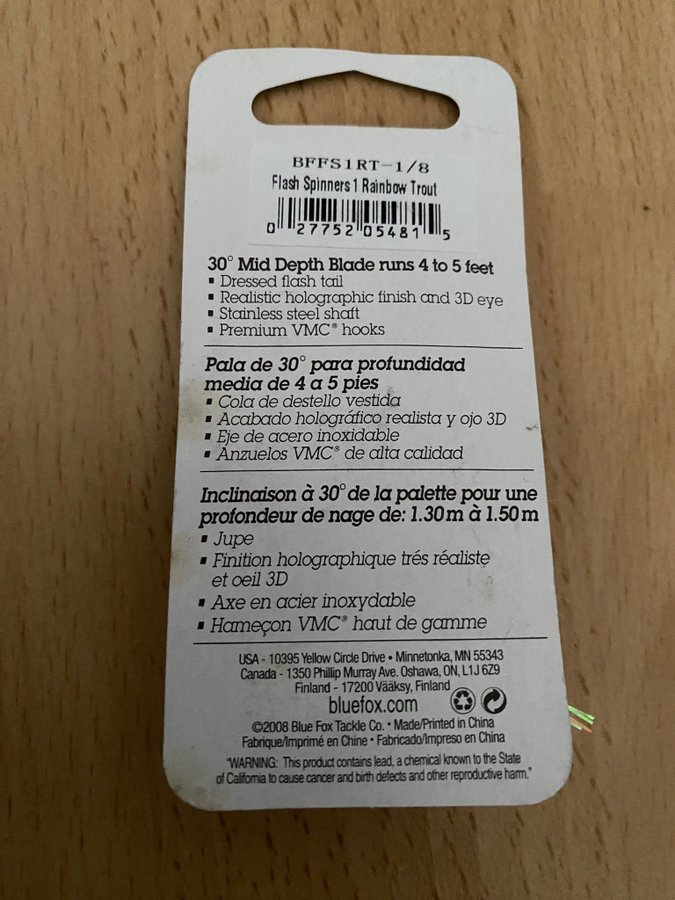 BFFS1RT-1/8
Flash Spinners 1 Rainbow Trout
0 27752 05481 5
30° Mid Depth Blade runs 4 to 5 feet
▪ Dressed flash tail
▪ Realistic holographic finish and 3D eye
▪ Stainless steel shaft
▪ Premium VMC® hooks
Pala de 30° para profundidad
media de 4 a 5 pies
▪ Cola de destello vestida
▪ Acabado holográfico realista y ojo 3D
▪ Eje de acero inoxidable
▪ Anzuelos VMC® de alta calidad
Inclinaison à 30° de la palette pour une
profondeur de nage de: 1.30 m à 1.50 m
▪ Jupe
▪ Finition holographique trés réaliste
et oeil 3D
▪ Axe en acier inoxydable
▪ Hameçon VMC® haut de gamme
USA - 10395 Yellow Circle Drive • Minnetonka, MN 55343
Canada - 1350 Phillip Murray Ave. Oshawa, ON, L1J 6Z9
Finland - 17200 Vääksy, Finland
bluefox.com
©2008 Blue Fox Tackle Co. • Made/Printed in China
Fabrique/Imprimé en Chine • Fabricado/Impreso en China
"WARNING: This product contains lead, a chemical known to the State
of California to cause cancer and birth defects and other reproductive harm."